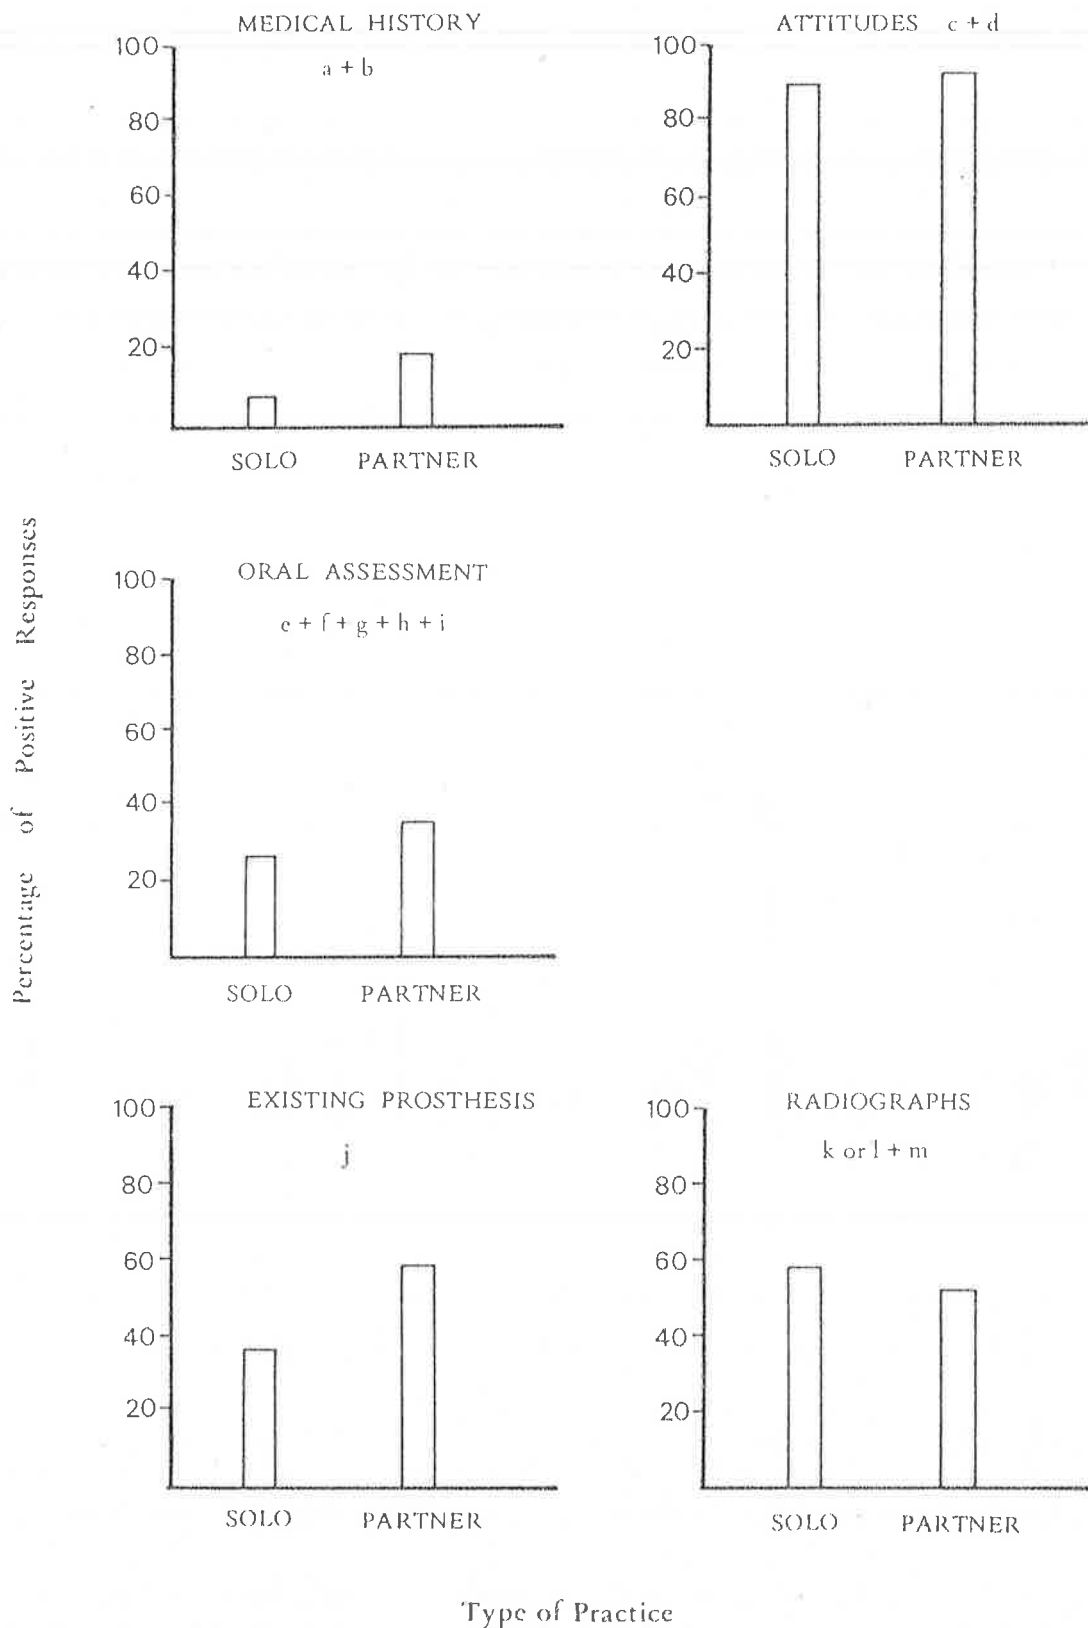 MEDICAL HISTORY
a + b
100
80
60
40
20
SOLO PARTNER
ATTITUDES c + d
100
80
60
40
20
SOLO PARTNER
Percentage of Positive Responses
ORAL ASSESSMENT
e + f + g + h + i
100
80
60
40
20
SOLO PARTNER
EXISTING PROSTHESIS
j
100
80
60
40
20
SOLO PARTNER
RADIOGRAPHS
k or l + m
100
80
60
40
20
SOLO PARTNER
Type of Practice